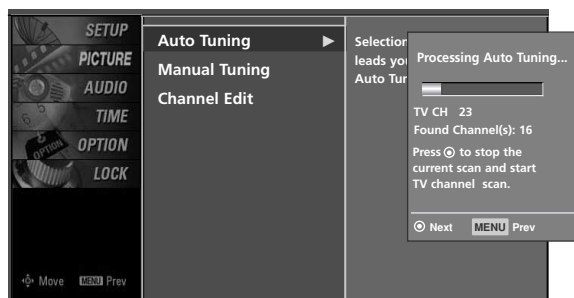 SETUP
PICTURE
AUDIO
TIME
OPTION
LOCK
Move MENU Prev
Auto Tuning ▶
Manual Tuning
Channel Edit
Selection
leads you
Auto Tun
Processing Auto Tuning...
TV CH 23
Found Channel(s): 16
Press ⊙ to stop the
current scan and start
TV channel scan.
⊙ Next MENU Prev